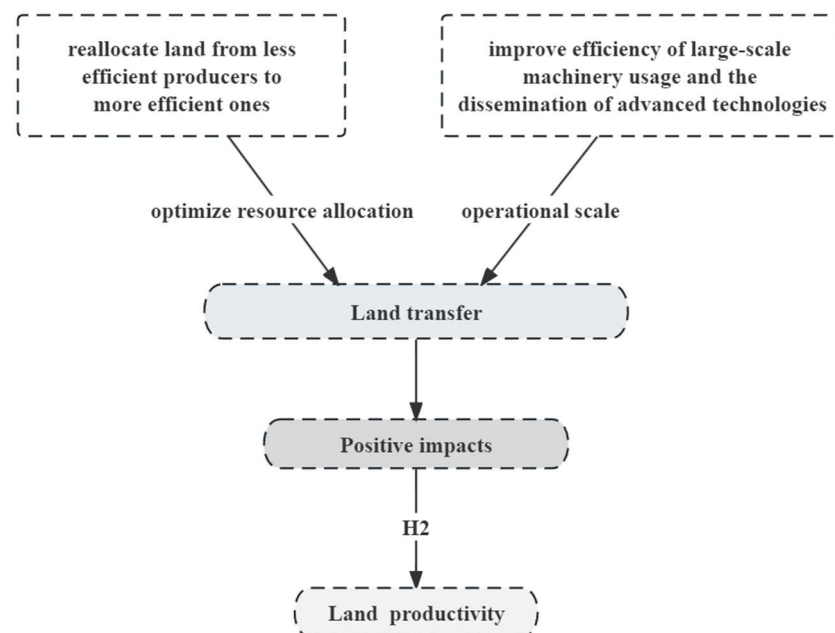 reallocate land from less
efficient producers to
more efficient ones
improve efficiency of large-scale
machinery usage and the
dissemination of advanced technologies
optimize resource allocation
operational scale
Land transfer
Positive impacts
H2
Land productivity